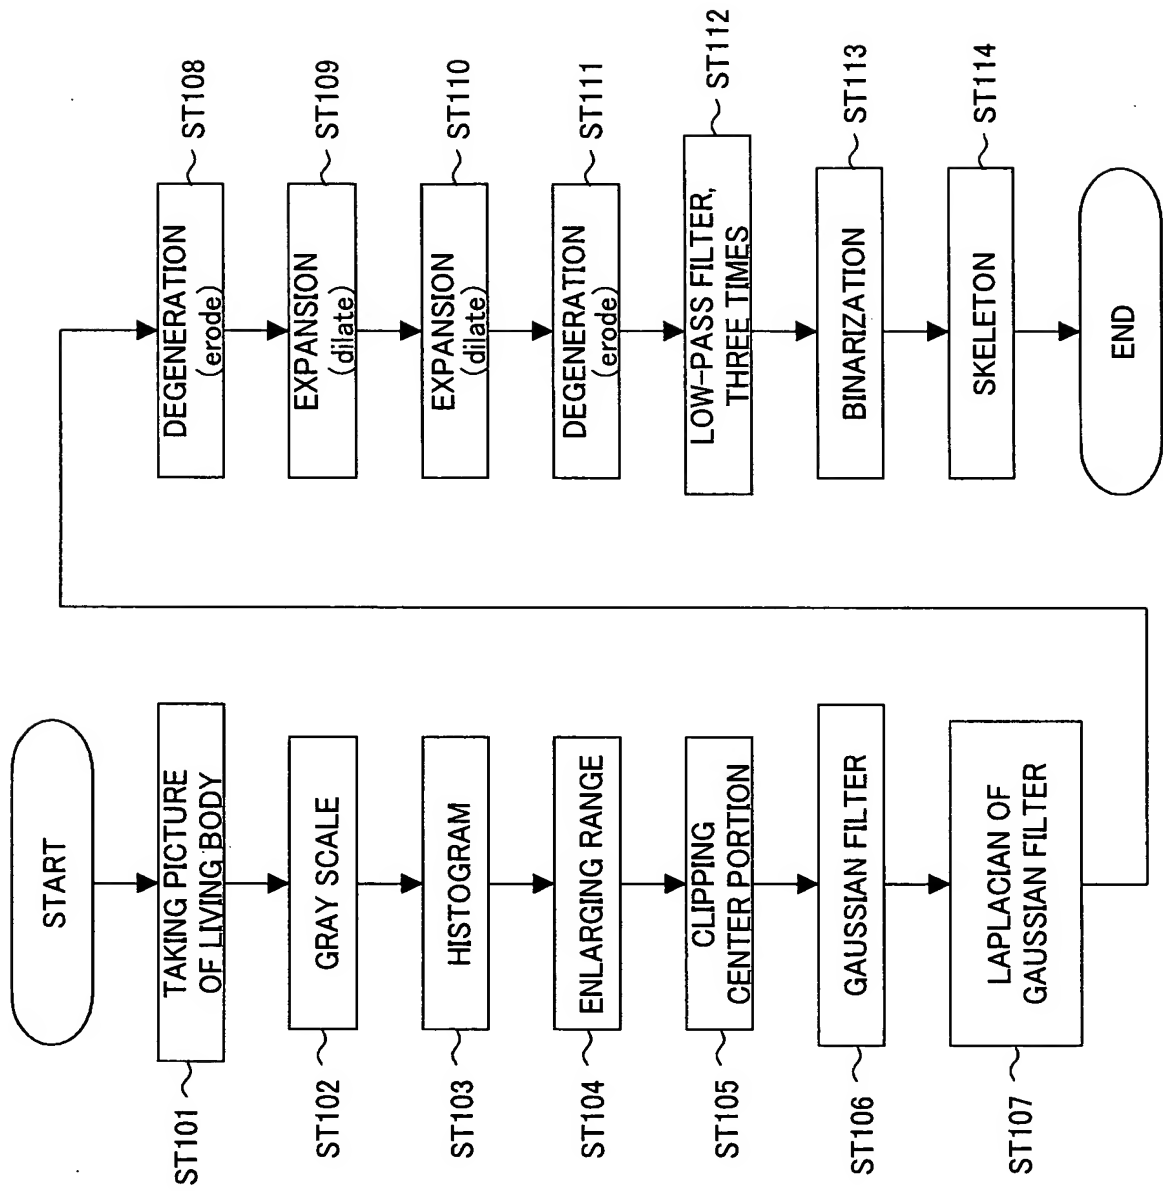 START
ST101
TAKING PICTURE
OF LIVING BODY
ST102
GRAY SCALE
ST103
HISTOGRAM
ST104
ENLARGING RANGE
ST105
CLIPPING
CENTER PORTION
ST106
GAUSSIAN FILTER
ST107
LAPLACIAN OF
GAUSSIAN FILTER
DEGENERATION
(erode)
ST108
EXPANSION
(dilate)
ST109
EXPANSION
(dilate)
ST110
DEGENERATION
(erode)
ST111
LOW-PASS FILTER,
THREE TIMES
ST112
BINARIZATION
ST113
SKELETON
ST114
END